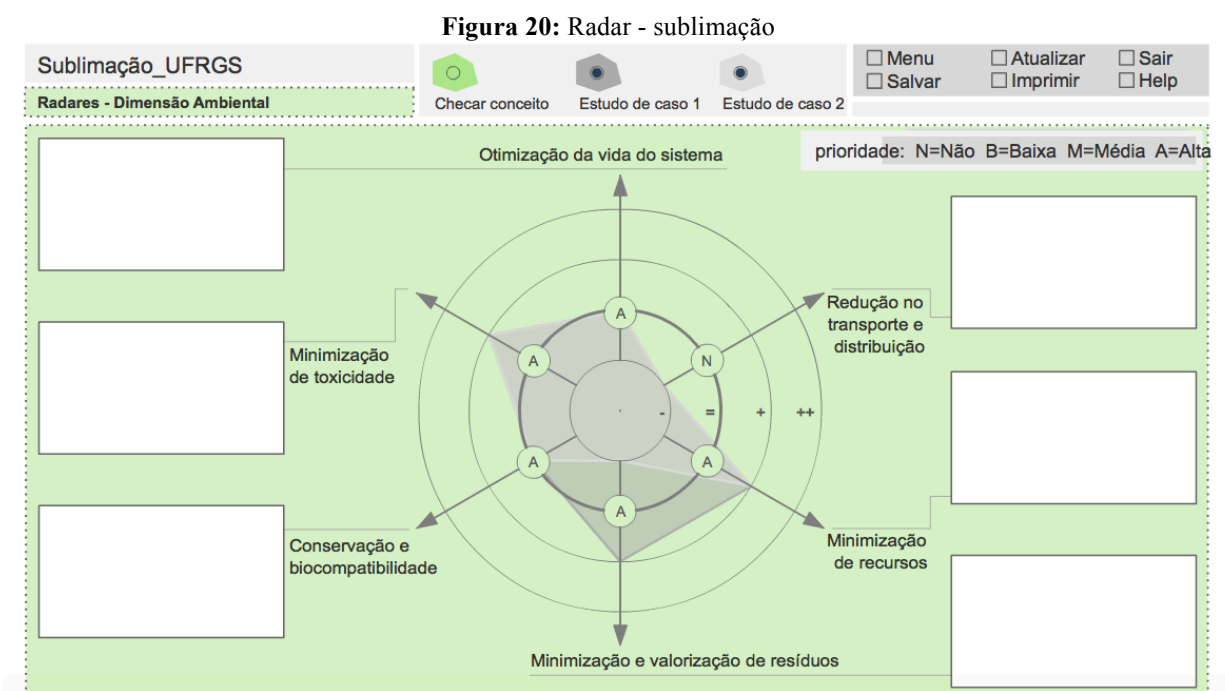 Figura 20: Radar - sublimação
Sublimação_UFRGS
Radares - Dimensão Ambiental
Checar conceito
Estudo de caso 1
Estudo de caso 2
Menu
Atualizar
Sair
Salvar
Imprimir
Help
prioridade: N=Não B=Baixa M=Média A=Alta
Otimização da vida do sistema
Redução no
transporte e
distribuição
A
A
N
Minimização
de toxicidade
- = + ++
A
A
A
Conservação e
biocompatibilidade
Minimização
de recursos
Minimização e valorização de resíduos